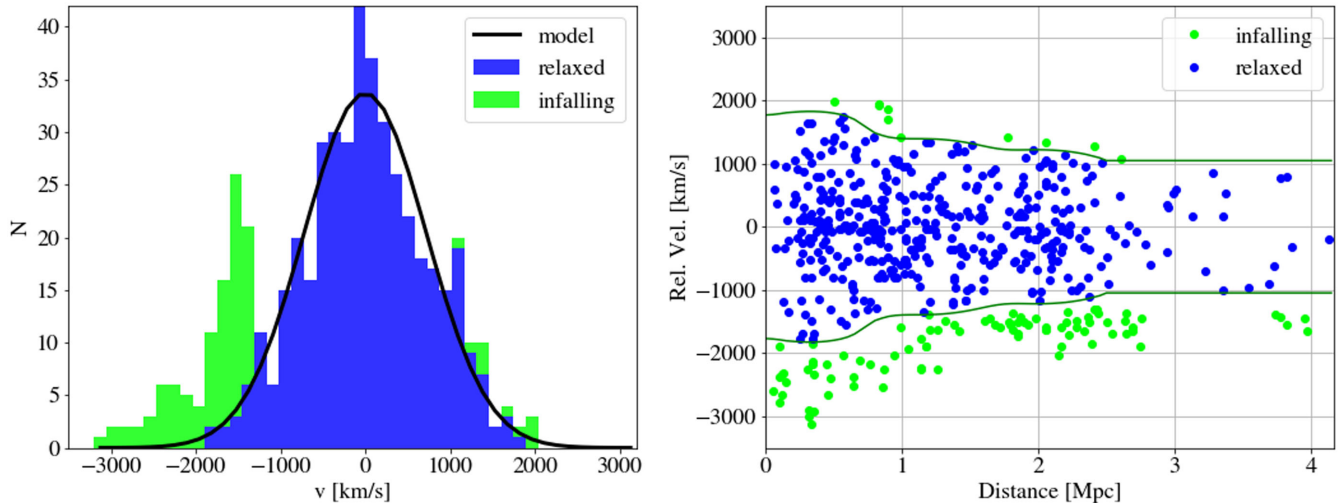 40
35
30
25
20
15
10
5
0
N
−3000 −2000 −1000 0 1000 2000 3000
v [km/s]
model
relaxed
infalling
3000
2000
1000
0
−1000
−2000
−3000
Rel. Vel. [km/s]
0 1 2 3 4
Distance [Mpc]
infalling
relaxed